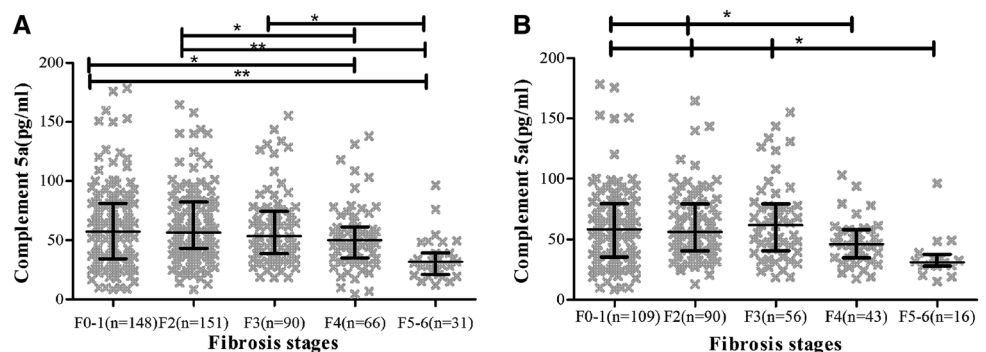 A
*
*
**
*
**
Complement 5a(pg/ml)
200
150
100
50
0
F0-1(n=148)F2(n=151) F3(n=90) F4(n=66) F5-6(n=31)
Fibrosis stages
B
*
*
Complement 5a(pg/ml)
200
150
100
50
0
F0-1(n=109) F2(n=90) F3(n=56) F4(n=43) F5-6(n=16)
Fibrosis stages